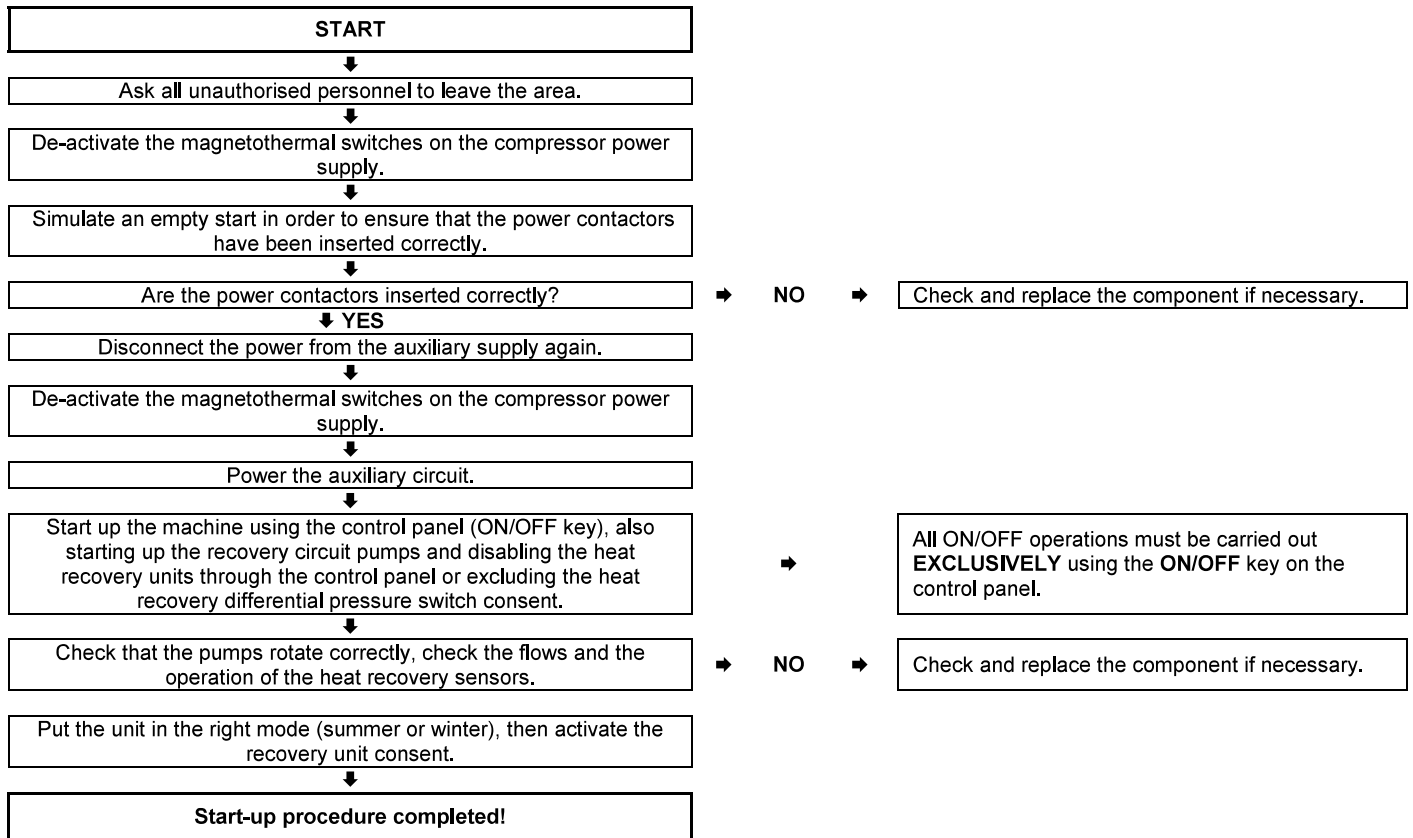 START
Ask all unauthorised personnel to leave the area.
De-activate the magnetothermal switches on the compressor power
supply.
Simulate an empty start in order to ensure that the power contactors
have been inserted correctly.
Are the power contactors inserted correctly?
NO
Check and replace the component if necessary.
YES
Disconnect the power from the auxiliary supply again.
De-activate the magnetothermal switches on the compressor power
supply.
Power the auxiliary circuit.
Start up the machine using the control panel (ON/OFF key), also
starting up the recovery circuit pumps and disabling the heat
recovery units through the control panel or excluding the heat
recovery differential pressure switch consent.
All ON/OFF operations must be carried out
EXCLUSIVELY using the ON/OFF key on the
control panel.
Check that the pumps rotate correctly, check the flows and the
operation of the heat recovery sensors.
NO
Check and replace the component if necessary.
Put the unit in the right mode (summer or winter), then activate the
recovery unit consent.
Start-up procedure completed!